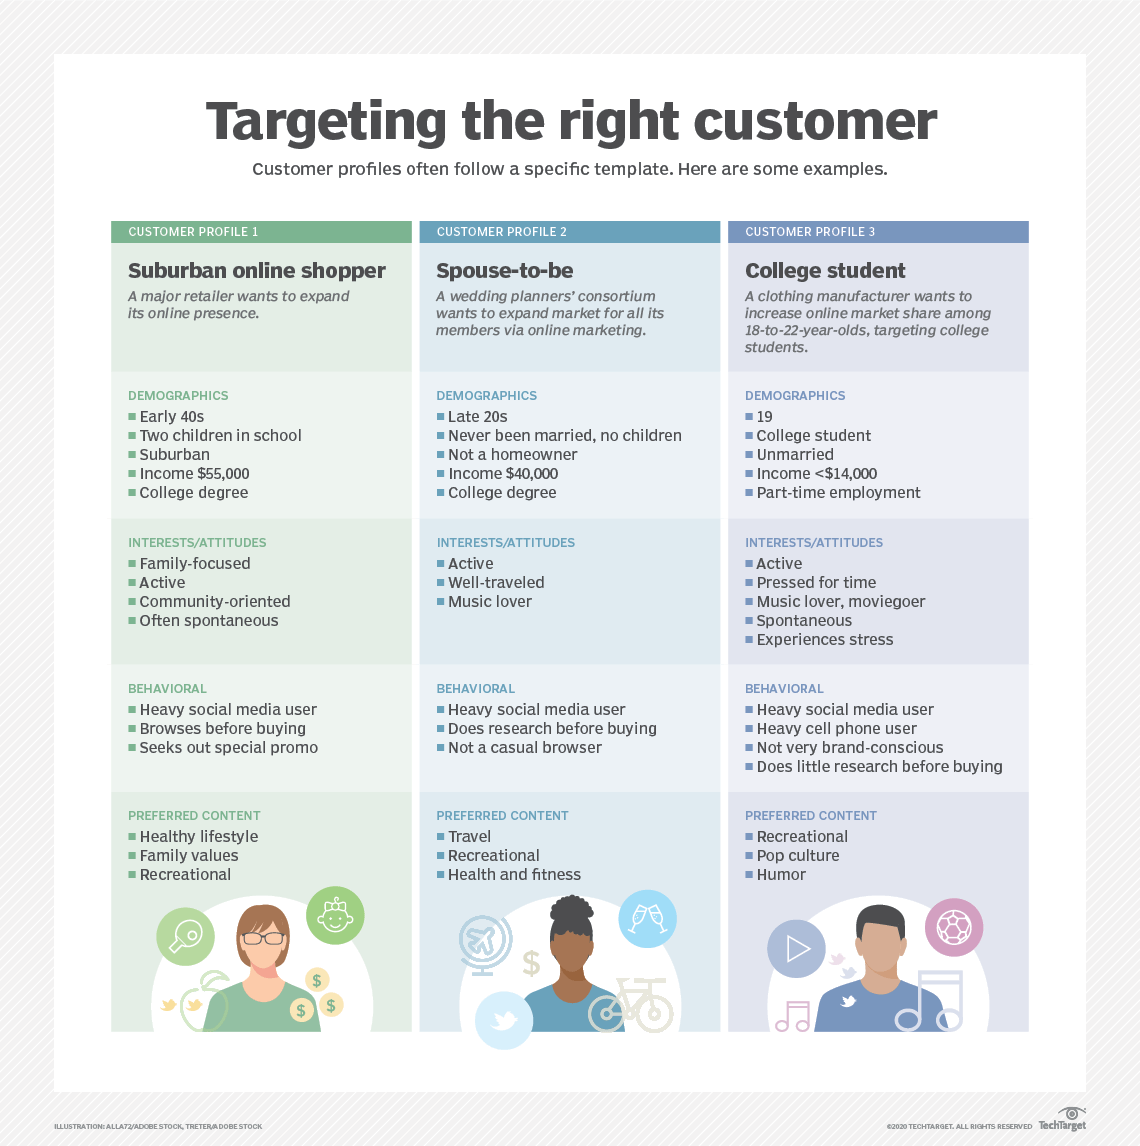 Targeting the right customer
Customer profiles often follow a specific template. Here are some examples.
CUSTOMER PROFILE 1
Suburban online shopper
A major retailer wants to expand
its online presence.
DEMOGRAPHICS
Early 40s
Two children in school
Suburban
Income $55,000
College degree
INTERESTS/ATTITUDES
Family-focused
Active
Community-oriented
Often spontaneous
BEHAVIORAL
Heavy social media user
Browses before buying
Seeks out special promo
PREFERRED CONTENT
Healthy lifestyle
Family values
Recreational
$
$
$
CUSTOMER PROFILE 2
Spouse-to-be
A wedding planners' consortium
wants to expand market for all its
members via online marketing.
DEMOGRAPHICS
Late 20s
Never been married, no children
Not a homeowner
Income $40,000
College degree
INTERESTS/ATTITUDES
Active
Well-traveled
Music lover
BEHAVIORAL
Heavy social media user
Does research before buying
Not a casual browser
PREFERRED CONTENT
Travel
Recreational
Health and fitness
$
CUSTOMER PROFILE 3
College student
A clothing manufacturer wants to
increase online market share among
18-to-22-year-olds, targeting college
students.
DEMOGRAPHICS
19
College student
Unmarried
Income <$14,000
Part-time employment
INTERESTS/ATTITUDES
Active
Pressed for time
Music lover, moviegoer
Spontaneous
Experiences stress
BEHAVIORAL
Heavy social media user
Heavy cell phone user
Not very brand-conscious
Does little research before buying
PREFERRED CONTENT
Recreational
Pop culture
Humor
ILLUSTRATION: ALLA72/ADOBE STOCK, TRETER/ADOBE STOCK
©2020 TECHTARGET. ALL RIGHTS RESERVED TechTarget